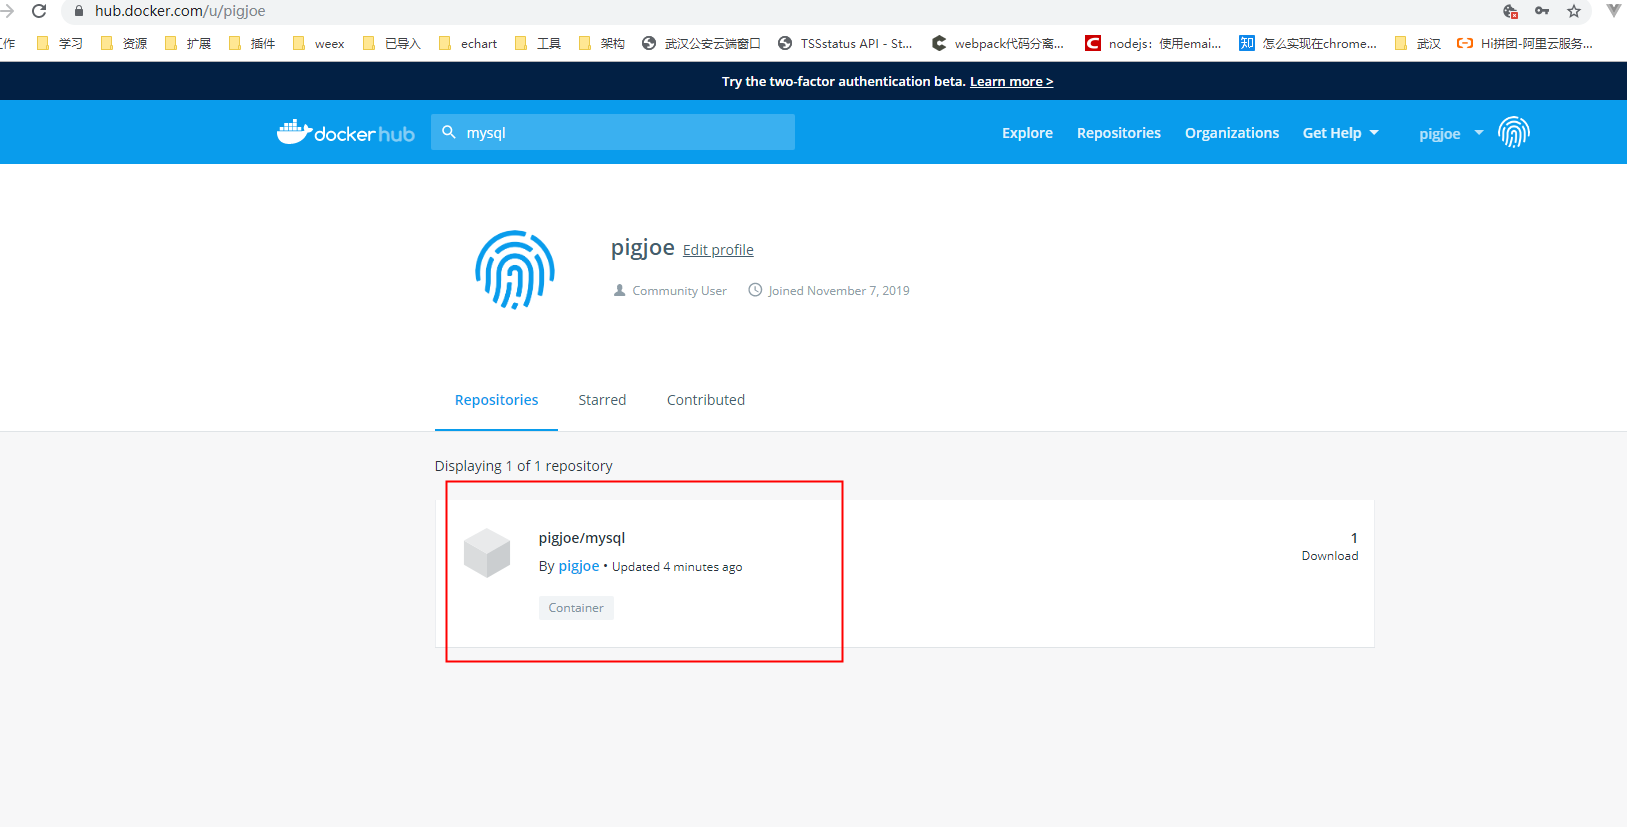 hub.docker.com/u/pigjoe
工作 学习 资源 扩展 插件 weex 已导入 echart 工具 架构 武汉公安云端窗口 TSSstatus API - St... webpack代码分离... nodejs：使用emai... 怎么实现在chrome... 武汉 Hi拼团-阿里云服务...
Try the two-factor authentication beta. Learn more >
docker hub mysql Explore Repositories Organizations Get Help pigjoe
pigjoe Edit profile
Community User Joined November 7, 2019
Repositories Starred Contributed
Displaying 1 of 1 repository
pigjoe/mysql
1
By pigjoe • Updated 4 minutes ago
Download
Container